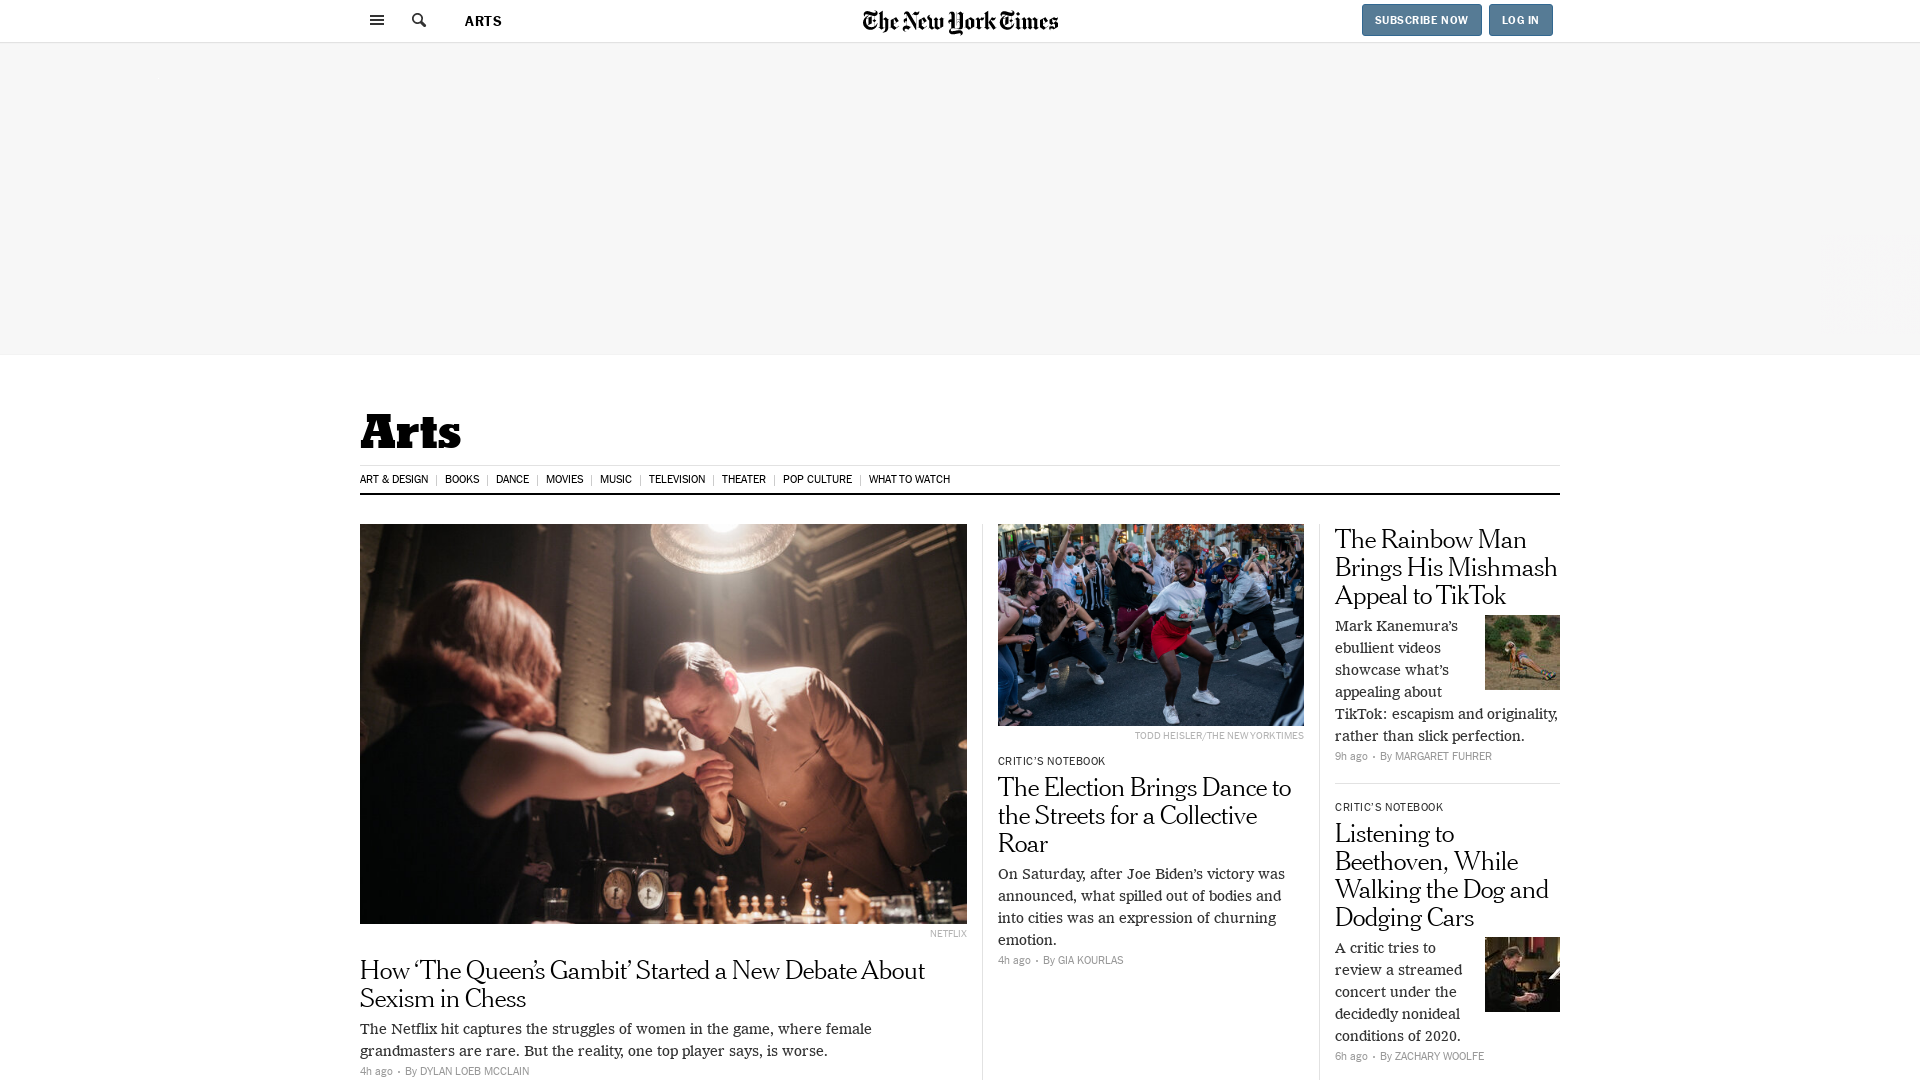 ARTS
The New York Times
SUBSCRIBE NOW
LOG IN
Arts
ART & DESIGN
BOOKS
DANCE
MOVIES
MUSIC
TELEVISION
THEATER
POP CULTURE
WHAT TO WATCH
NETFLIX
How ‘The Queen’s Gambit’ Started a New Debate About
Sexism in Chess
The Netflix hit captures the struggles of women in the game, where female
grandmasters are rare. But the reality, one top player says, is worse.
4h ago • By DYLAN LOEB MCCLAIN
TODD HEISLER/THE NEW YORK TIMES
CRITIC’S NOTEBOOK
The Election Brings Dance to
the Streets for a Collective
Roar
On Saturday, after Joe Biden’s victory was
announced, what spilled out of bodies and
into cities was an expression of churning
emotion.
4h ago • By GIA KOURLAS
The Rainbow Man
Brings His Mishmash
Appeal to TikTok
Mark Kanemura’s
ebullient videos
showcase what’s
appealing about
TikTok: escapism and originality,
rather than slick perfection.
9h ago • By MARGARET FUHRER
CRITIC’S NOTEBOOK
Listening to
Beethoven, While
Walking the Dog and
Dodging Cars
A critic tries to
review a streamed
concert under the
decidedly nonideal
conditions of 2020.
6h ago • By ZACHARY WOOLFE